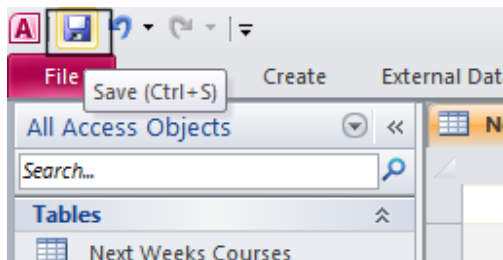 A
File Create External Dat
Save (Ctrl+S)
All Access Objects
N
Search...
Tables
Next Weeks Courses